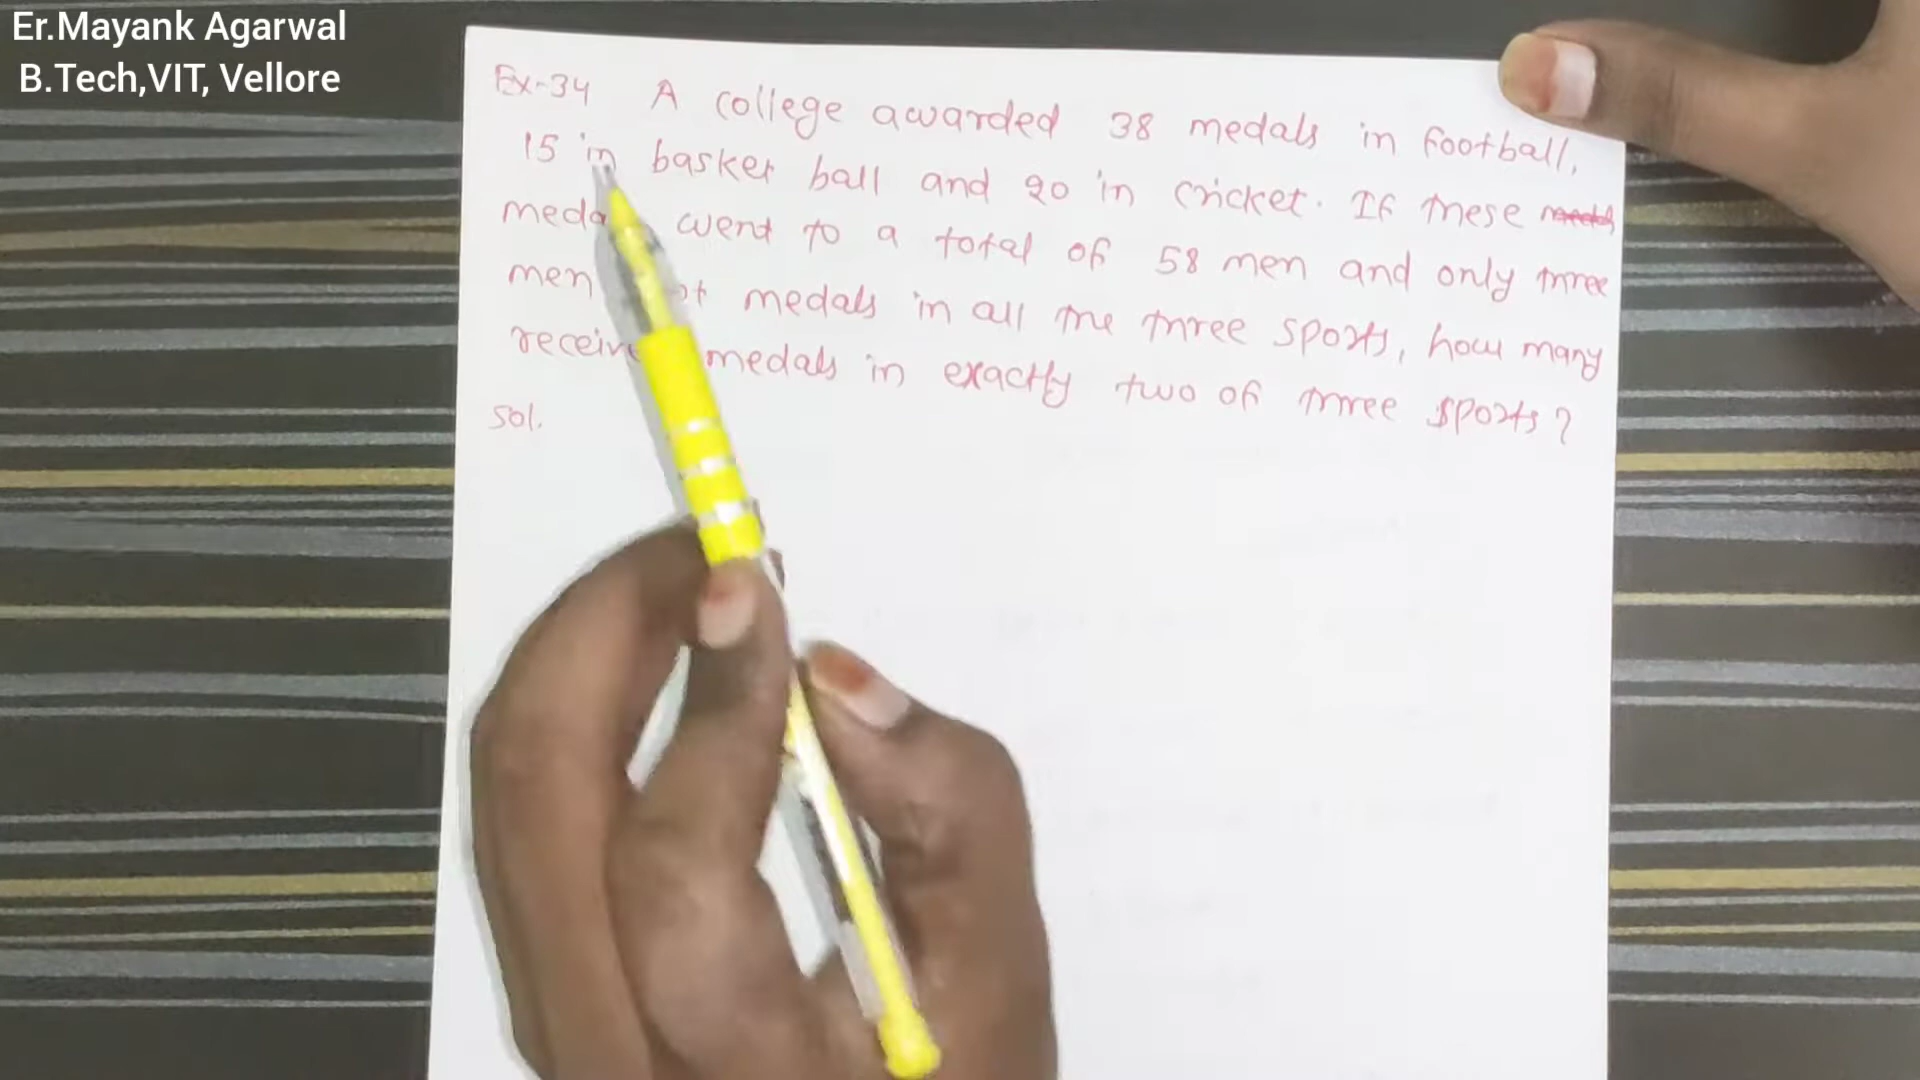 Er.Mayank Agarwal
B.Tech,VIT, Vellore
Ex-34 A college awarded 38 medals in football,
15 in basket ball and 20 in cricket. If these
went to a total of 58 men and only three
men medals in all the three sports, how many
medals in exactly two of three sports?
sol.